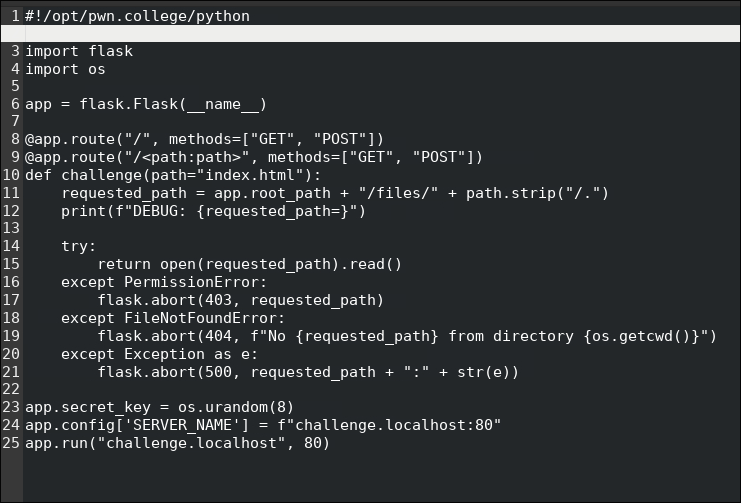 1 #!/opt/pwn.college/python
3 import flask
4 import os
5
6 app = flask.Flask(__name__)
7
8 @app.route("/", methods=["GET", "POST"])
9 @app.route("/<path:path>", methods=["GET", "POST"])
10 def challenge(path="index.html"):
11     requested_path = app.root_path + "/files/" + path.strip("/.")
12     print(f"DEBUG: {requested_path=}")
13
14     try:
15         return open(requested_path).read()
16     except PermissionError:
17         flask.abort(403, requested_path)
18     except FileNotFoundError:
19         flask.abort(404, f"No {requested_path} from directory {os.getcwd()}")
20     except Exception as e:
21         flask.abort(500, requested_path + ":" + str(e))
22
23 app.secret_key = os.urandom(8)
24 app.config['SERVER_NAME'] = f"challenge.localhost:80"
25 app.run("challenge.localhost", 80)